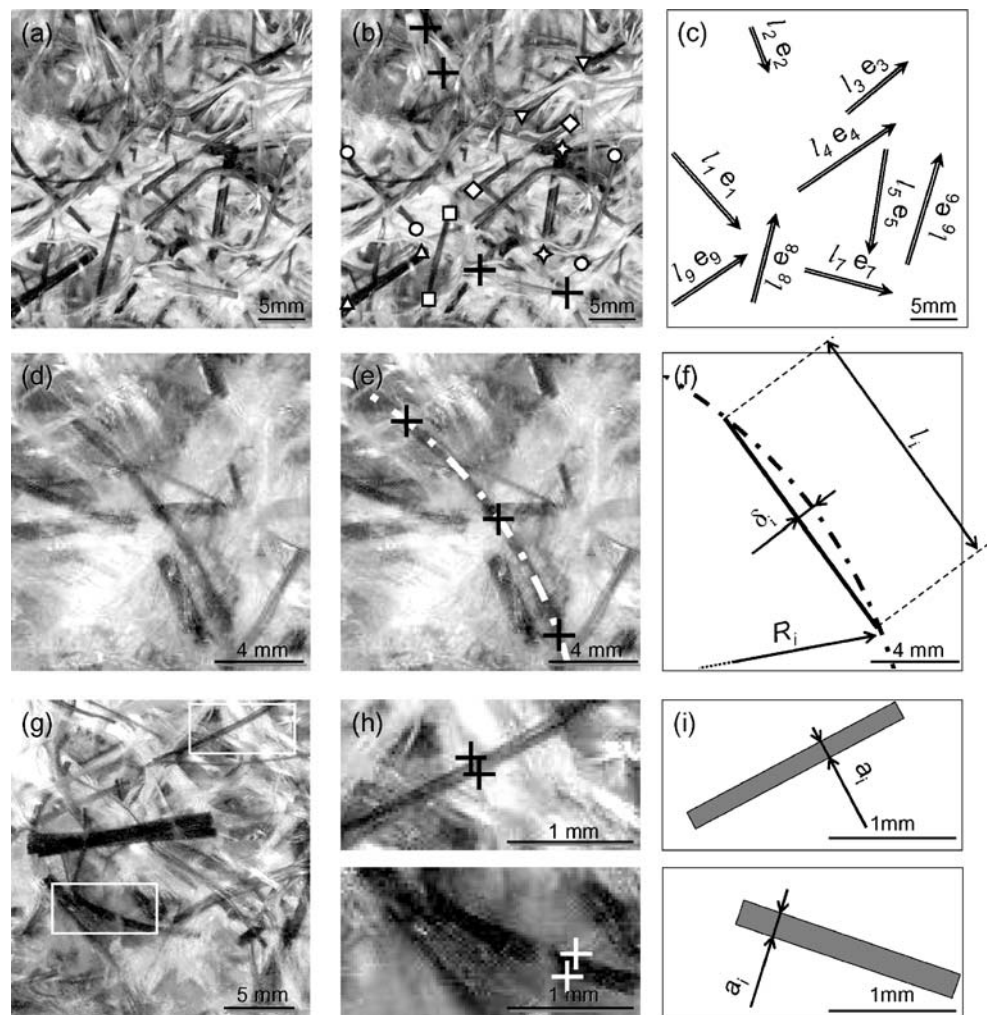 (a)
5mm
(b)
5mm
(c)
l2 e2
l3 e3
l4 e4
l1 e1
l5 e5
l6 e6
l9 e9
l8 e8
l7 e7
5mm
(d)
4 mm
(e)
4 mm
(f)
li
δi
Ri
4 mm
(g)
5 mm
(h)
1 mm
1 mm
(i)
ai
1mm
ai
1mm